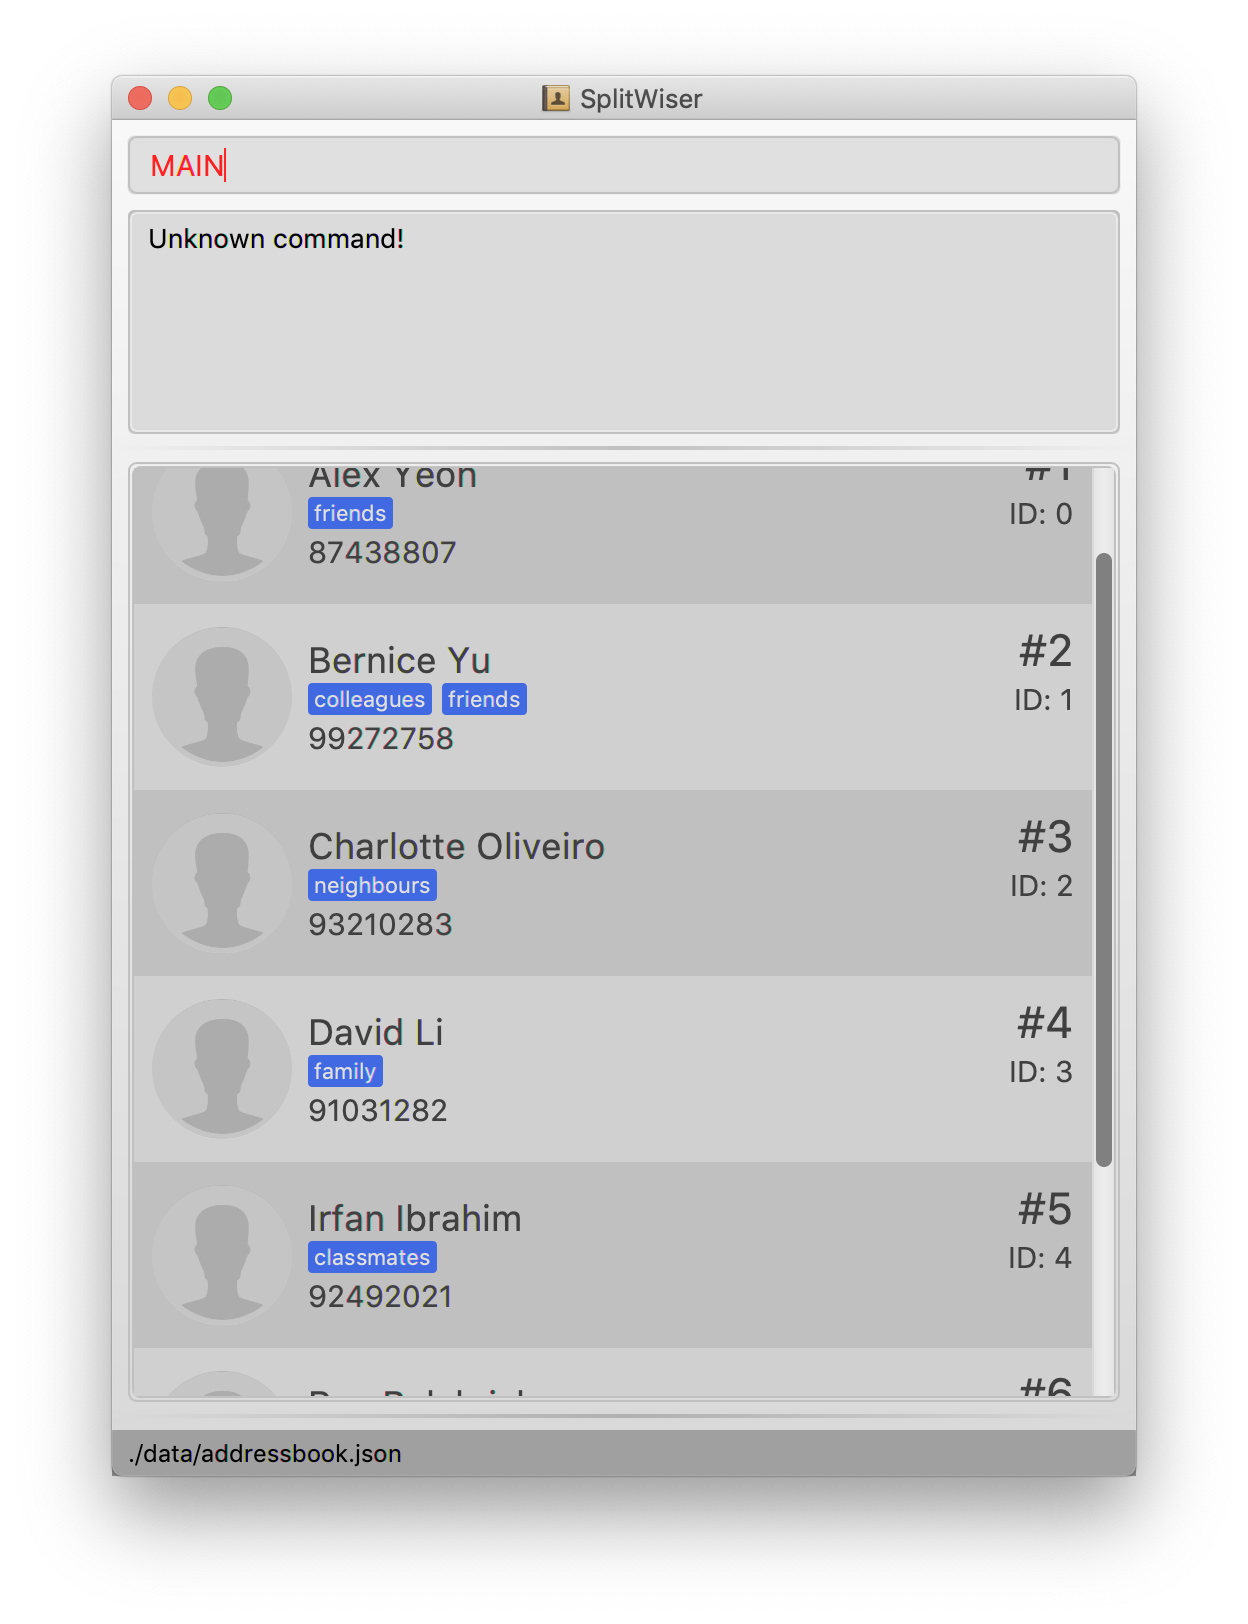 SplitWiser
MAIN
Unknown command!
Alex Yeoh
#1
friends
ID: 0
87438807
Bernice Yu
#2
colleagues friends
ID: 1
99272758
Charlotte Oliveiro
#3
neighbours
ID: 2
93210283
David Li
#4
family
ID: 3
91031282
Irfan Ibrahim
#5
classmates
ID: 4
92492021
#6
./data/addressbook.json